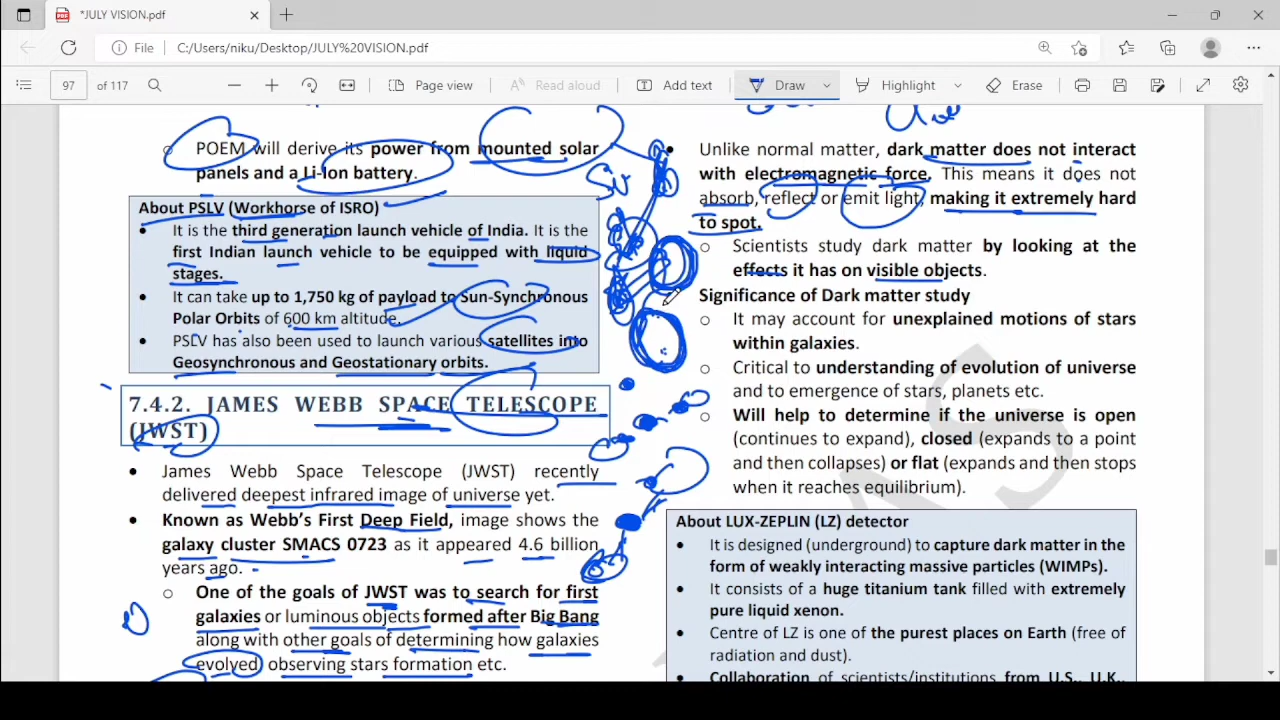 *JULY VISION.pdf
File
C:/Users/niku/Desktop/JULY%20VISION.pdf
97
of 117
Page view
Read aloud
Add text
Draw
Highlight
Erase
POEM will derive its power from mounted solar
panels and a Li-Ion battery.
About PSLV (Workhorse of ISRO)
It is the third generation launch vehicle of India. It is the
first Indian launch vehicle to be equipped with liquid
stages.
It can take up to 1,750 kg of payload to Sun-Synchronous
Polar Orbits of 600 km altitude.
PSLV has also been used to launch various satellites into
Geosynchronous and Geostationary orbits.
7.4.2. JAMES WEBB SPACE TELESCOPE
(JWST)
James Webb Space Telescope (JWST) recently
delivered deepest infrared image of universe yet.
Known as Webb's First Deep Field, image shows the
galaxy cluster SMACS 0723 as it appeared 4.6 billion
years ago.
One of the goals of JWST was to search for first
galaxies or luminous objects formed after Big Bang
along with other goals of determining how galaxies
evolved, observing stars formation etc.
Unlike normal matter, dark matter does not interact
with electromagnetic force. This means it does not
absorb, reflect or emit light, making it extremely hard
to spot.
Scientists study dark matter by looking at the
effects it has on visible objects.
Significance of Dark matter study
It may account for unexplained motions of stars
within galaxies.
Critical to understanding of evolution of universe
and to emergence of stars, planets etc.
Will help to determine if the universe is open
(continues to expand), closed (expands to a point
and then collapses) or flat (expands and then stops
when it reaches equilibrium).
About LUX-ZEPLIN (LZ) detector
It is designed (underground) to capture dark matter in the
form of weakly interacting massive particles (WIMPs).
It consists of a huge titanium tank filled with extremely
pure liquid xenon.
Centre of LZ is one of the purest places on Earth (free of
radiation and dust).
Collaboration of scientists/institutions from U.S., U.K.,